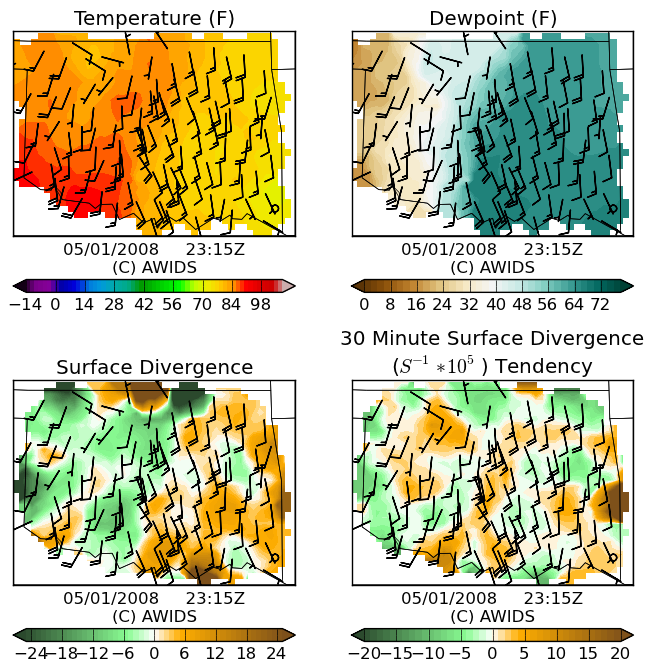 Temperature (F)
Dewpoint (F)
05/01/2008 23:15Z
(C) AWIDS
05/01/2008 23:15Z
(C) AWIDS
−14 0 14 28 42 56 70 84 98
0 8 16 24 32 40 48 56 64 72
Surface Divergence
30 Minute Surface Divergence
(S⁻¹ *10⁵ ) Tendency
05/01/2008 23:15Z
(C) AWIDS
05/01/2008 23:15Z
(C) AWIDS
−24 −18 −12 −6 0 6 12 18 24
−20 −15 −10 −5 0 5 10 15 20